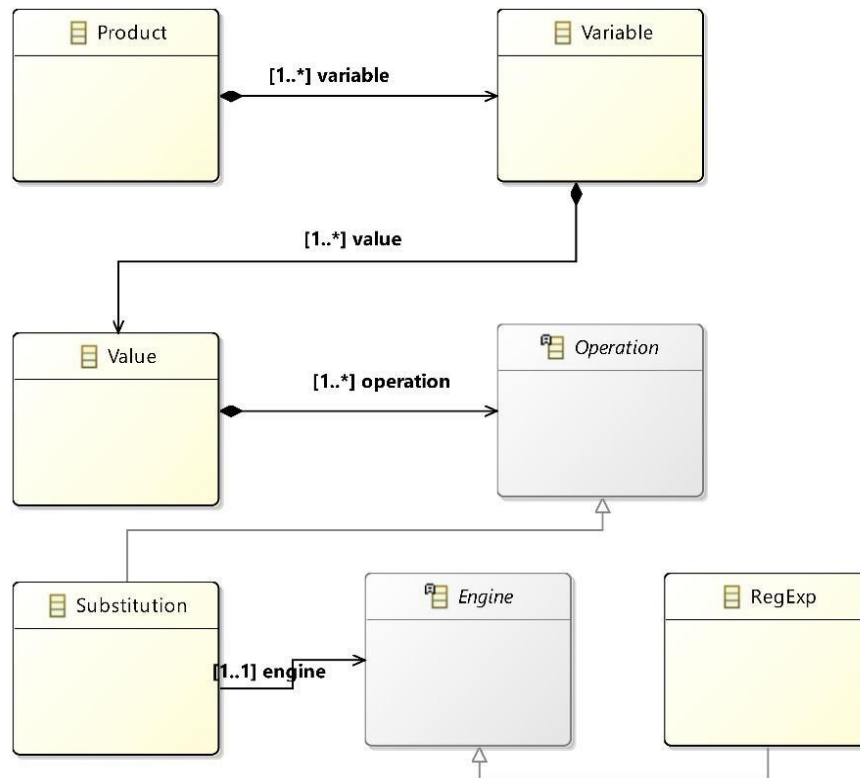 Product
Variable
[1..*] variable
[1..*] value
Value
Operation
[1..*] operation
Substitution
Engine
RegExp
[1..1] engine